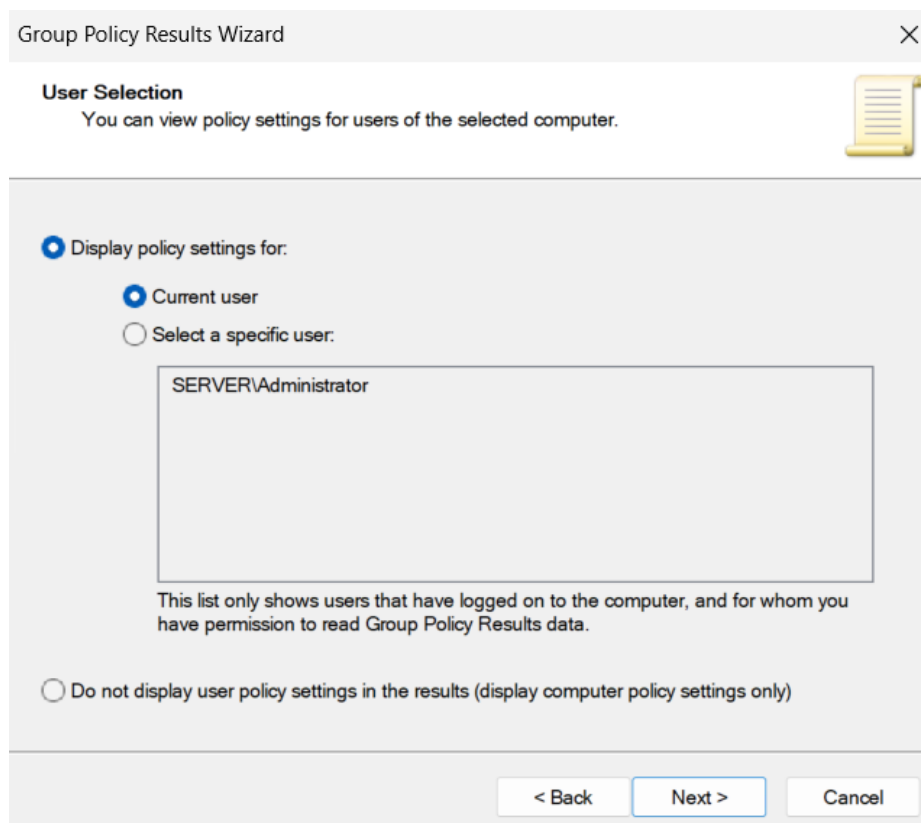 Group Policy Results Wizard
User Selection
You can view policy settings for users of the selected computer.
Display policy settings for:
Current user
Select a specific user:
SERVER\Administrator
This list only shows users that have logged on to the computer, and for whom you
have permission to read Group Policy Results data.
Do not display user policy settings in the results (display computer policy settings only)
< Back
Next >
Cancel